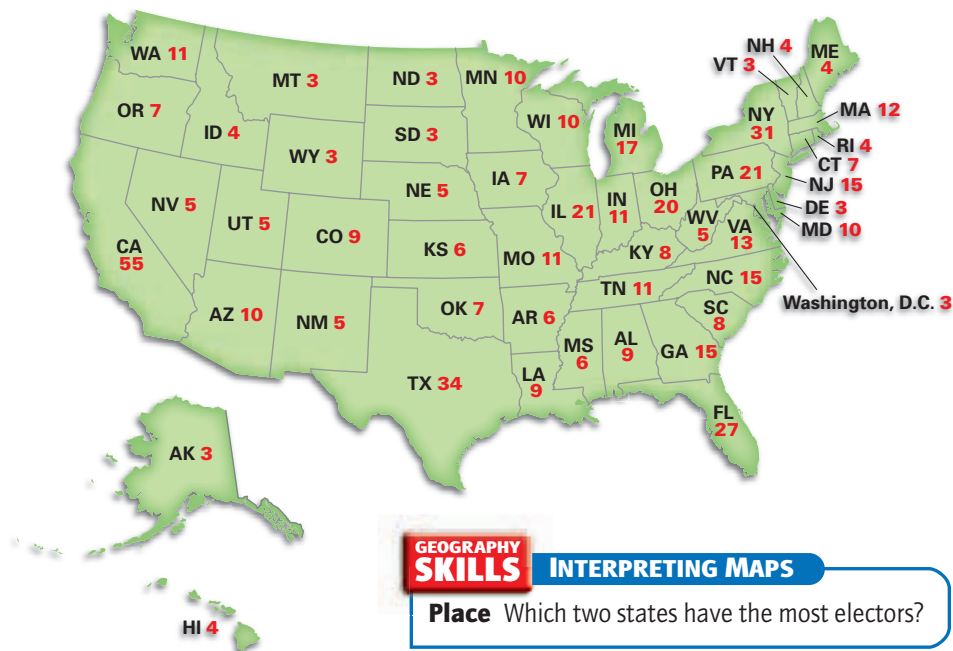 WA 11
MT 3
ND 3
MN 10
NH 4
VT 3
ME
4
OR 7
ID 4
WY 3
SD 3
WI 10
MI
17
NY
31
MA 12
RI 4
CT 7
NJ 15
DE 3
MD 10
NV 5
UT 5
CO 9
NE 5
IA 7
IL 21
IN
11
OH
20
PA 21
WV
5
VA
13
CA
55
KS 6
MO 11
KY 8
NC 15
Washington, D.C. 3
TN 11
SC
8
AZ 10
NM 5
OK 7
AR 6
MS
6
AL
9
GA 15
TX 34
LA
9
FL
27
AK 3
HI 4
GEOGRAPHY
SKILLS
INTERPRETING MAPS
Place Which two states have the most electors?